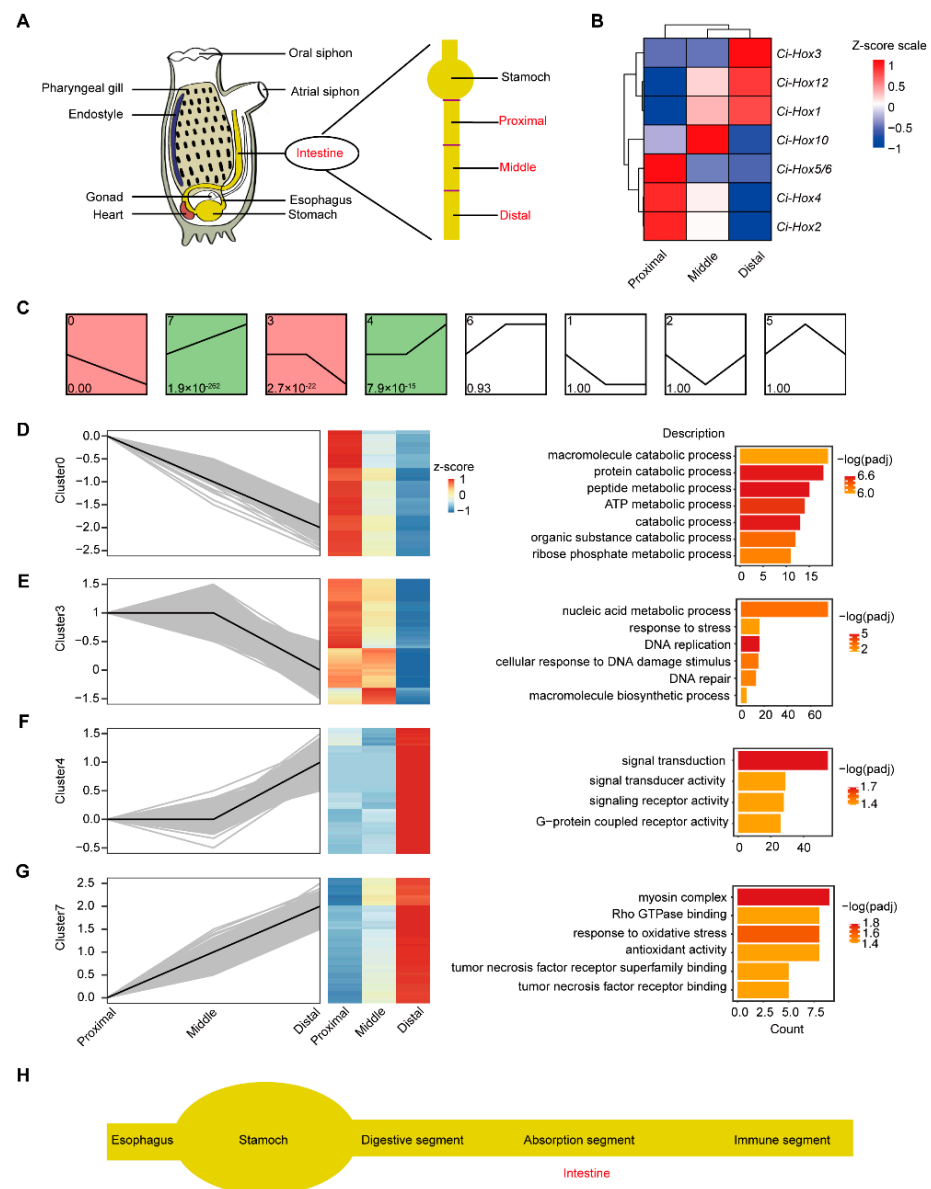 A
Oral siphon
Pharyngeal gill
Atrial siphon
Endostyle
Intestine
Gonad
Esophagus
Heart
Stomach
Stamoch
Proximal
Middle
Distal
B
Z-score scale
1
0.5
0
−0.5
−1
Ci-Hox3
Ci-Hox12
Ci-Hox1
Ci-Hox10
Ci-Hox5/6
Ci-Hox4
Ci-Hox2
Proximal
Middle
Distal
C
0
0.00
7
1.9×10-262
3
2.7×10-22
4
7.9×10-15
6
0.93
1
1.00
2
1.00
5
1.00
D
Cluster0
0.0
−0.5
−1.0
−1.5
−2.0
−2.5
z-score
1
0
−1
Description
macromolecule catabolic process
protein catabolic process
peptide metabolic process
ATP metabolic process
catabolic process
organic substance catabolic process
ribose phosphate metabolic process
0 5 10 15
−log(padj)
6.6
6.0
E
Cluster3
1.5
1
−0.5
0
−1.5
nucleic acid metabolic process
response to stress
DNA replication
cellular response to DNA damage stimulus
DNA repair
macromolecule biosynthetic process
0 20 40 60
−log(padj)
5
2
F
Cluster4
1.5
1.0
0.0
−0.5
signal transduction
signal transducer activity
signaling receptor activity
G−protein coupled receptor activity
0 20 40
−log(padj)
1.7
1.4
G
Cluster7
2.5
2.0
1.5
1.0
0.5
0.0
Proximal
Middle
Distal
Proximal
Middle
Distal
myosin complex
Rho GTPase binding
response to oxidative stress
antioxidant activity
tumor necrosis factor receptor superfamily binding
tumor necrosis factor receptor binding
0.0 2.5 5.0 7.5
Count
−log(padj)
1.8
1.6
1.4
H
Esophagus
Stamoch
Digestive segment
Absorption segment
Immune segment
Intestine